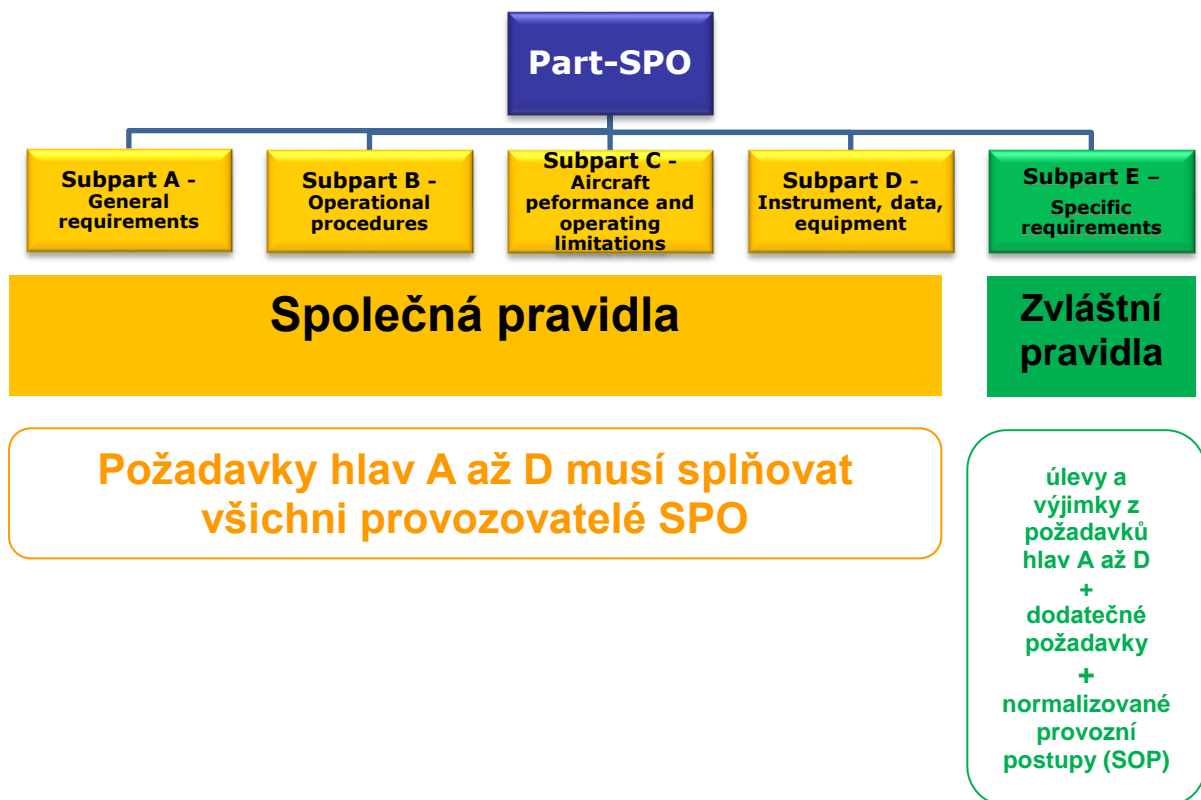 Part-SPO
Subpart A -
General
requirements
Subpart B -
Operational
procedures
Subpart C -
Aircraft
peformance and
operating
limitations
Subpart D -
Instrument, data,
equipment
Subpart E –
Specific
requirements
Společná pravidla
Zvláštní
pravidla
Požadavky hlav A až D musí splňovat
všichni provozovatelé SPO
úlevy a
výjimky z
požadavků
hlav A až D
+
dodatečné
požadavky
+
normalizované
provozní
postupy (SOP)